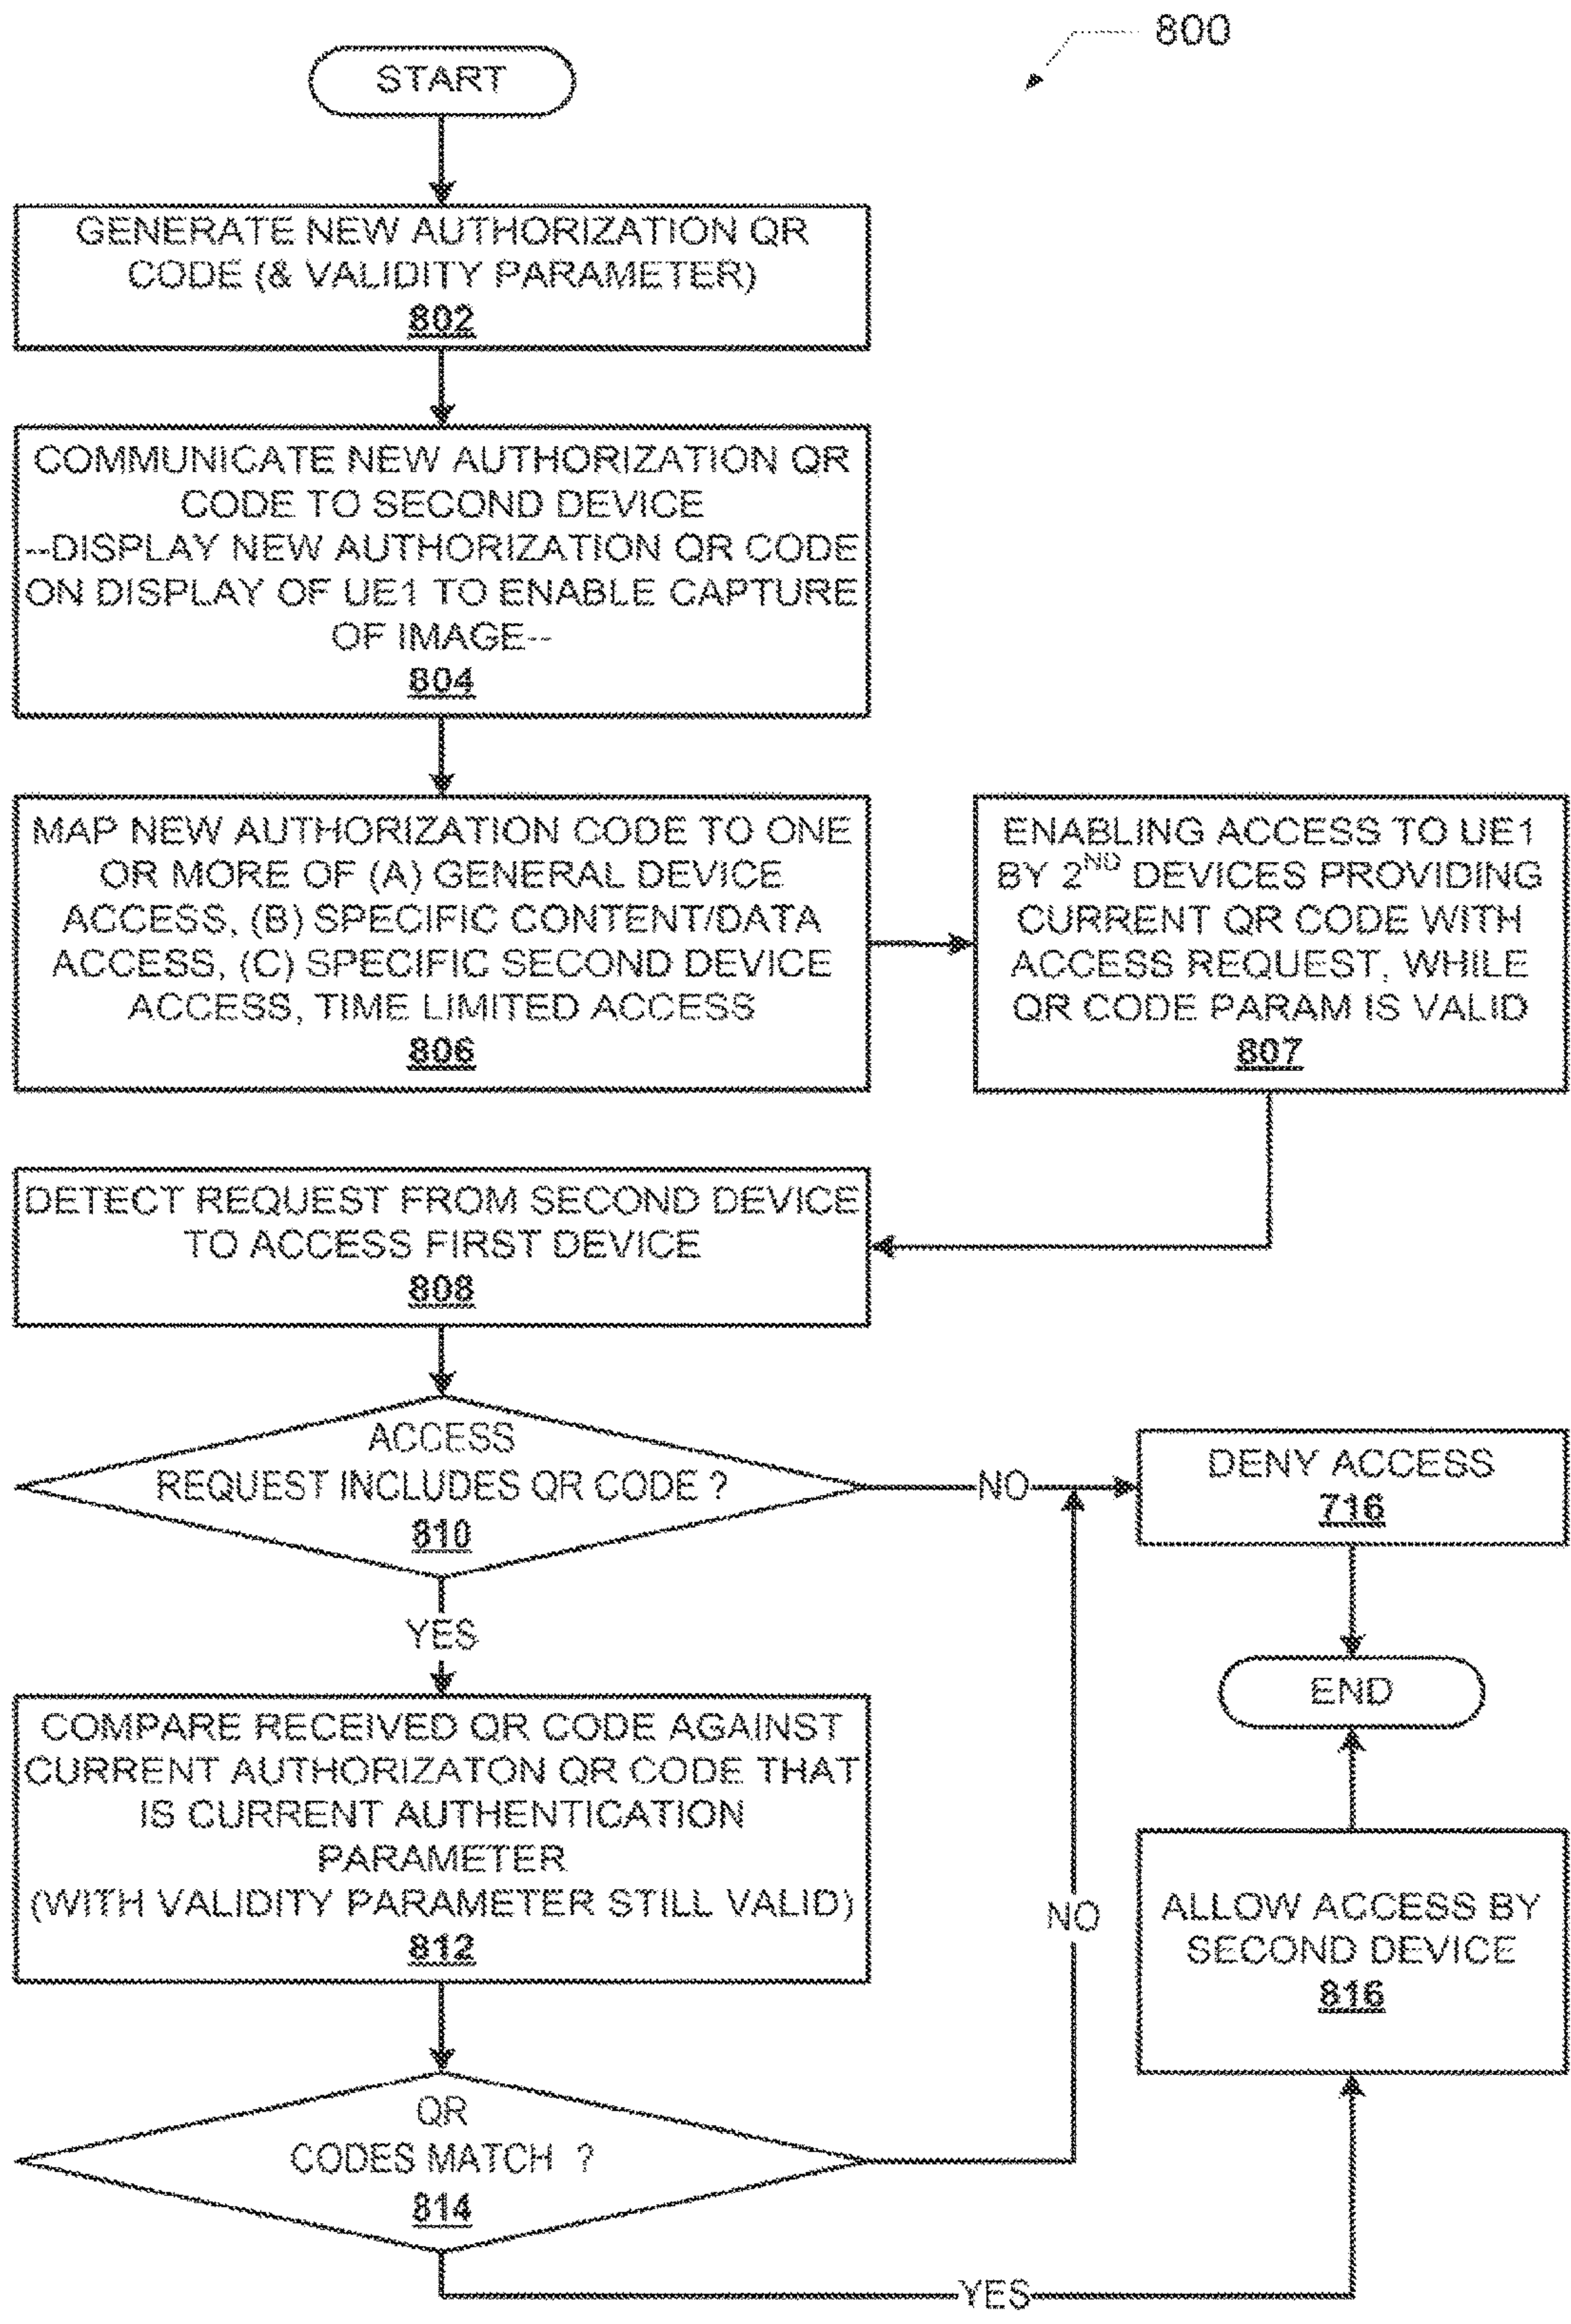 800
START
GENERATE NEW AUTHORIZATION QR
CODE (& VALIDITY PARAMETER)
802
COMMUNICATE NEW AUTHORIZATION QR
CODE TO SECOND DEVICE
--DISPLAY NEW AUTHORIZATION QR CODE
ON DISPLAY OF UE1 TO ENABLE CAPTURE
OF IMAGE--
804
MAP NEW AUTHORIZATION CODE TO ONE
OR MORE OF (A) GENERAL DEVICE
ACCESS, (B) SPECIFIC CONTENT/DATA
ACCESS, (C) SPECIFIC SECOND DEVICE
ACCESS, TIME LIMITED ACCESS
806
ENABLING ACCESS TO UE1
BY 2ND DEVICES PROVIDING
CURRENT QR CODE WITH
ACCESS REQUEST, WHILE
QR CODE PARAM IS VALID
807
DETECT REQUEST FROM SECOND DEVICE
TO ACCESS FIRST DEVICE
808
ACCESS
REQUEST INCLUDES QR CODE ?
810
NO
DENY ACCESS
716
YES
END
COMPARE RECEIVED QR CODE AGAINST
CURRENT AUTHORIZATON QR CODE THAT
IS CURRENT AUTHENTICATION
PARAMETER
(WITH VALIDITY PARAMETER STILL VALID)
812
NO
ALLOW ACCESS BY
SECOND DEVICE
816
QR
CODES MATCH ?
814
YES